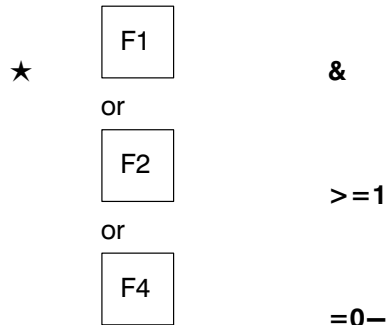 F1
★ &
or
F2
>=1
or
F4
=0—